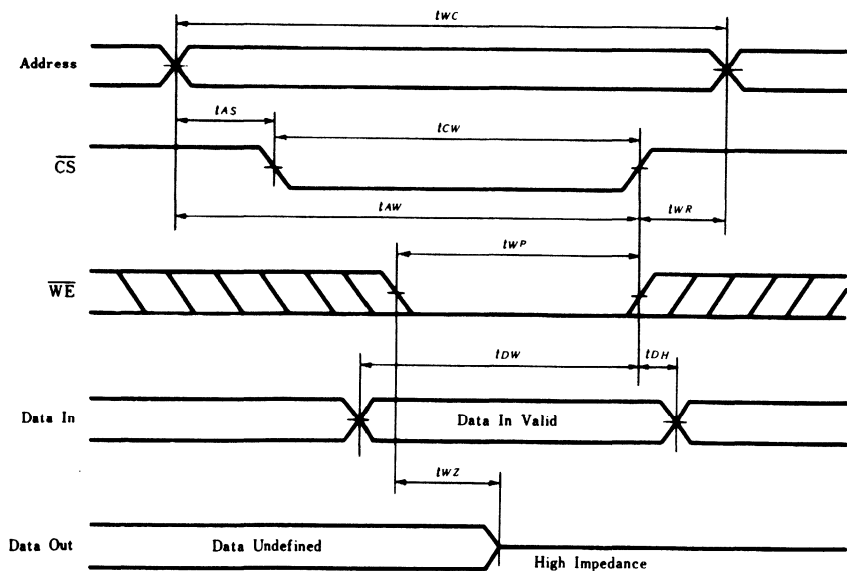 tWC
Address
tAS
tCW
CS
tAW
tWR
tWP
WE
tDW
tDH
Data In
Data In Valid
tWZ
Data Out
Data Undefined
High Impedance